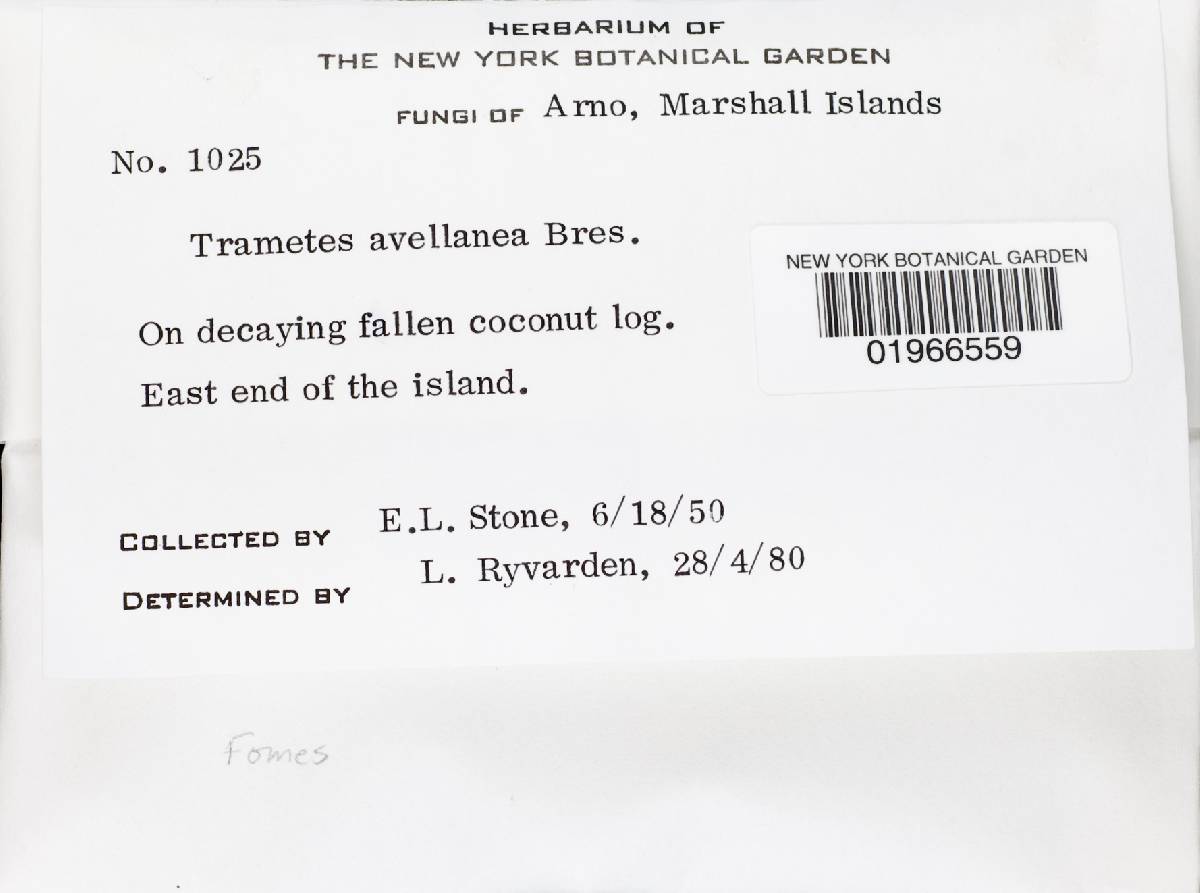 HERBARIUM OF
THE NEW YORK BOTANICAL GARDEN
FUNGI OF Arno, Marshall Islands
No. 1025
Trametes avellanea Bres.
NEW YORK BOTANICAL GARDEN
01966559
On decaying fallen coconut log.
East end of the island.
COLLECTED BY E.L. Stone, 6/18/50
DETERMINED BY L. Ryvarden, 28/4/80
Fomes